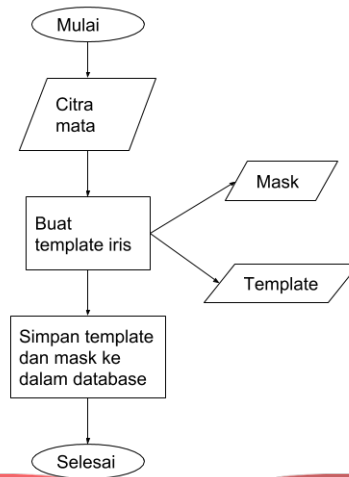 Mulai
Citra
mata
Buat
template iris
Mask
Template
Simpan template
dan mask ke
dalam database
Selesai